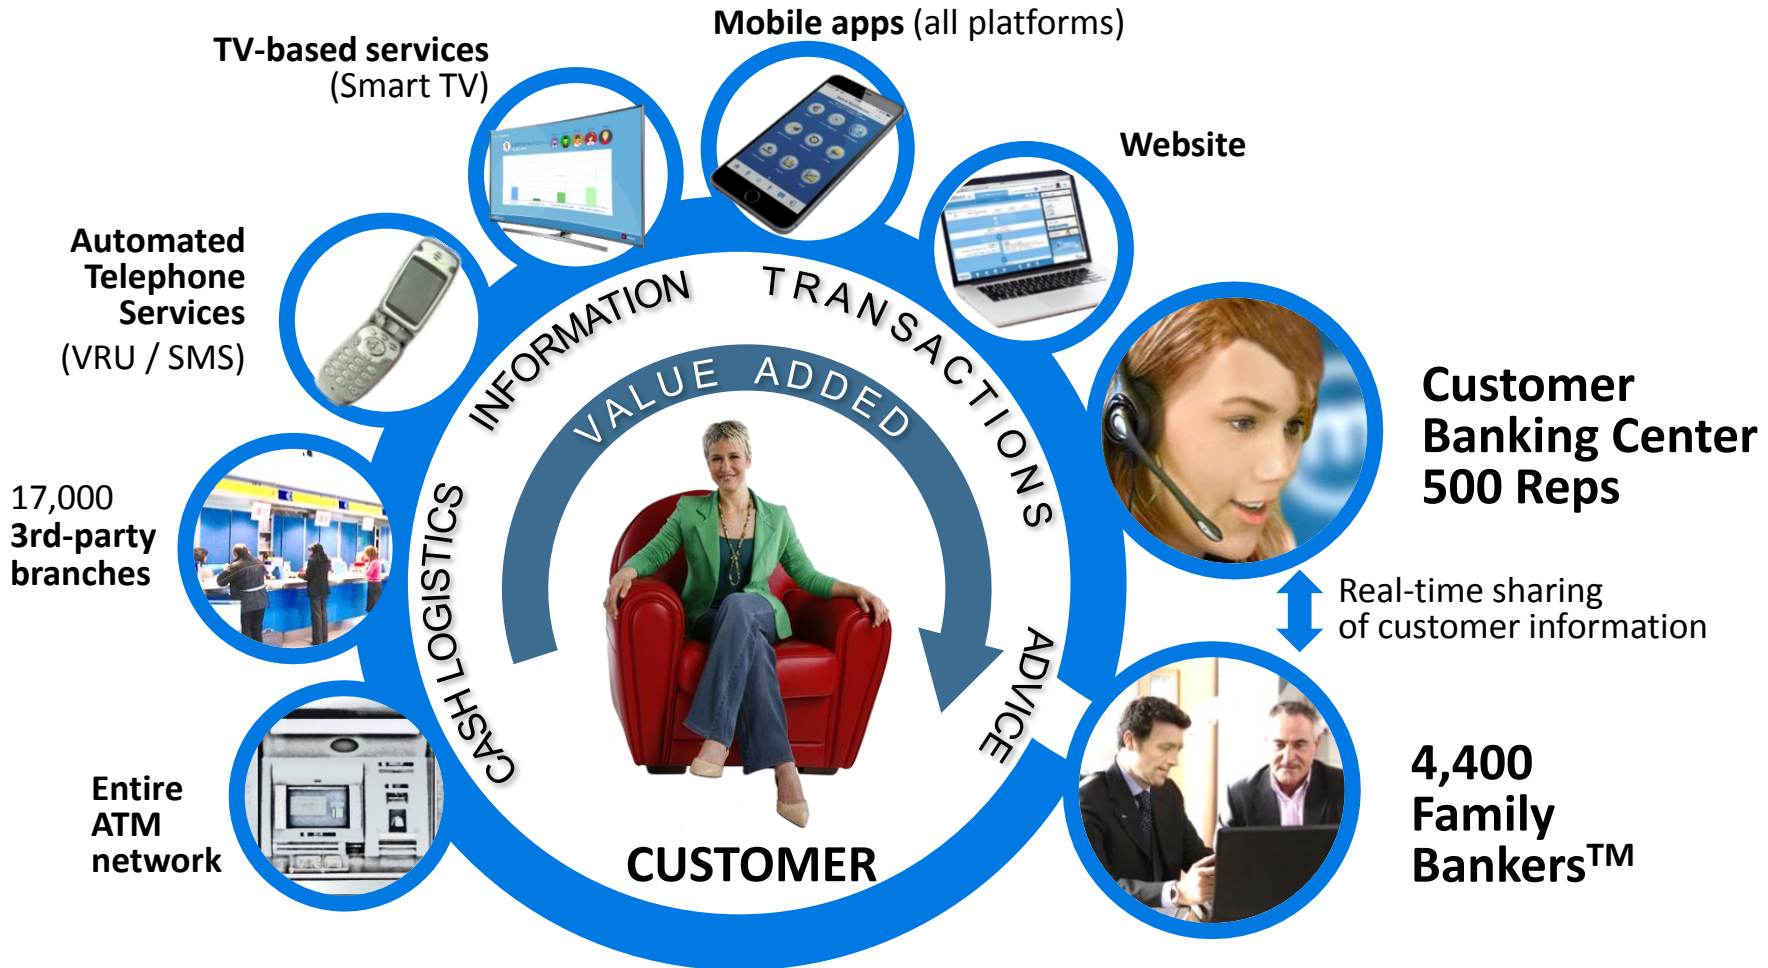 Mobile apps (all platforms)
TV-based services
(Smart TV)
Website
Automated
Telephone
Services
(VRU / SMS)
INFORMATION
TRANSACTIONS
VALUE ADDED
Customer
Banking Center
500 Reps
17,000
3rd-party
branches
CASH LOGISTICS
Real-time sharing
of customer information
ADVICE
Entire
ATM
network
4,400
Family
Bankers™
CUSTOMER